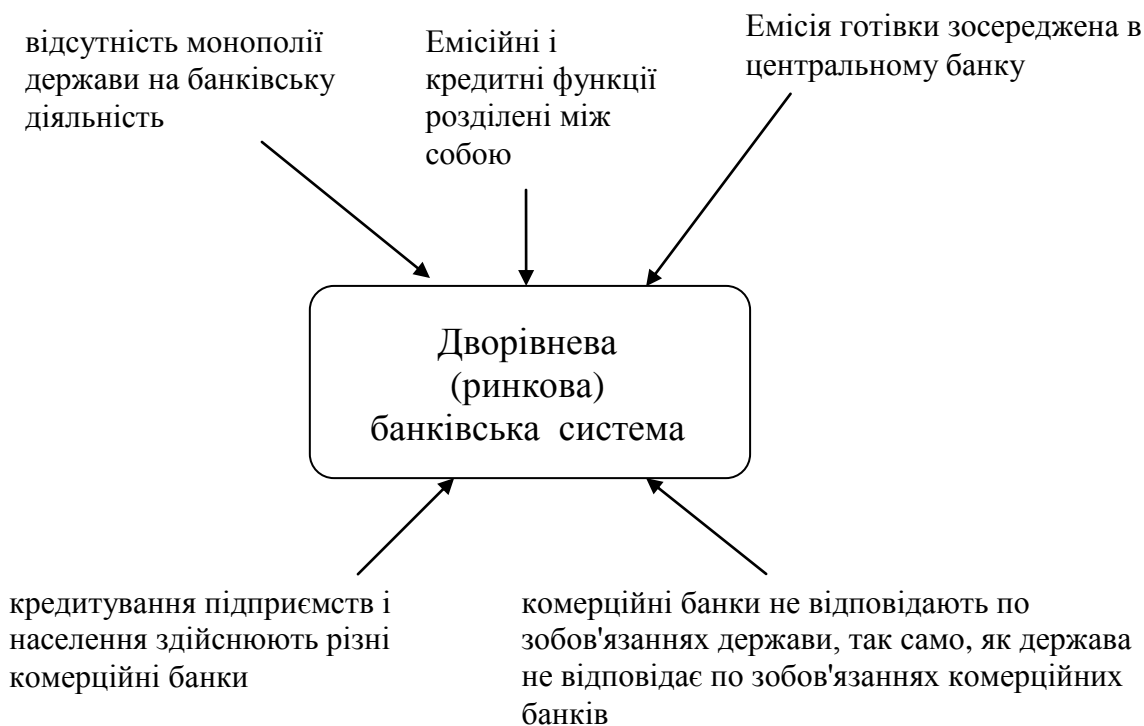 відсутність монополії
держави на банківську
діяльність
Емісійні і
кредитні функції
розділені між
собою
Емісія готівки зосереджена в
центральному банку
Дворівнева
(ринкова)
банківська система
кредитування підприємств і
населення здійснюють різні
комерційні банки
комерційні банки не відповідають по
зобов'язаннях держави, так само, як держава
не відповідає по зобов'язаннях комерційних
банків